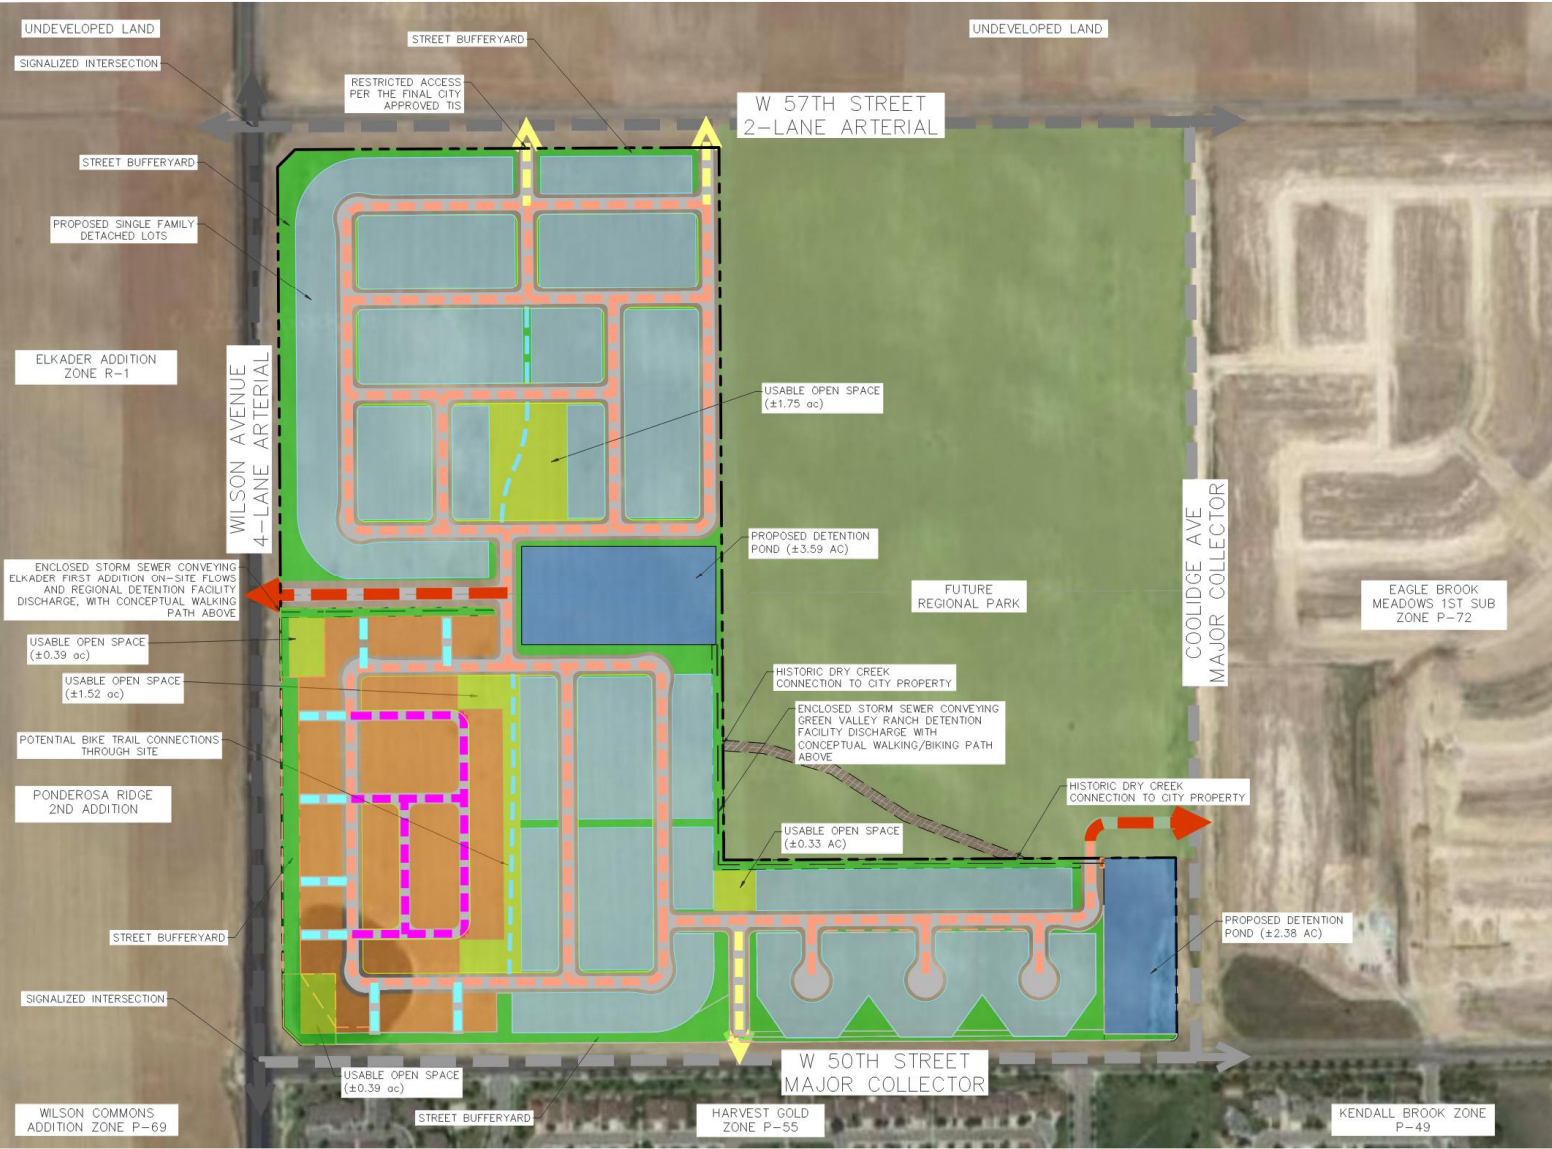 UNDEVELOPED LAND
UNDEVELOPED LAND
STREET BUFFERYARD
SIGNALIZED INTERSECTION
RESTRICTED ACCESS
PER THE FINAL CITY
APPROVED TIS
W 57TH STREET
2-LANE ARTERIAL
STREET BUFFERYARD
PROPOSED SINGLE FAMILY
DETACHED LOTS
ELKADER ADDITION
ZONE R-1
WILSON AVENUE
4-LANE ARTERIAL
USABLE OPEN SPACE
(±1.75 ac)
PROPOSED DETENTION
POND (±3.59 AC)
COOLIDGE AVE
MAJOR COLLECTOR
ENCLOSED STORM SEWER CONVEYING
ELKADER FIRST ADDITION ON-SITE FLOWS
AND REGIONAL DETENTION FACILITY
DISCHARGE, WITH CONCEPTUAL WALKING
PATH ABOVE
FUTURE
REGIONAL PARK
EAGLE BROOK
MEADOWS 1ST SUB
ZONE P-72
USABLE OPEN SPACE
(±0.39 ac)
USABLE OPEN SPACE
(±1.52 ac)
HISTORIC DRY CREEK
CONNECTION TO CITY PROPERTY
ENCLOSED STORM SEWER CONVEYING
GREEN VALLEY RANCH DETENTION
FACILITY DISCHARGE WITH
CONCEPTUAL WALKING/BIKING PATH
ABOVE
POTENTIAL BIKE TRAIL CONNECTIONS
THROUGH SITE
PONDEROSA RIDGE
2ND ADDITION
HISTORIC DRY CREEK
CONNECTION TO CITY PROPERTY
USABLE OPEN SPACE
(±0.33 AC)
STREET BUFFERYARD
PROPOSED DETENTION
POND (±2.38 AC)
SIGNALIZED INTERSECTION
W 50TH STREET
MAJOR COLLECTOR
USABLE OPEN SPACE
(±0.39 ac)
STREET BUFFERYARD
WILSON COMMONS
ADDITION ZONE P-69
HARVEST GOLD
ZONE P-55
KENDALL BROOK ZONE
P-49